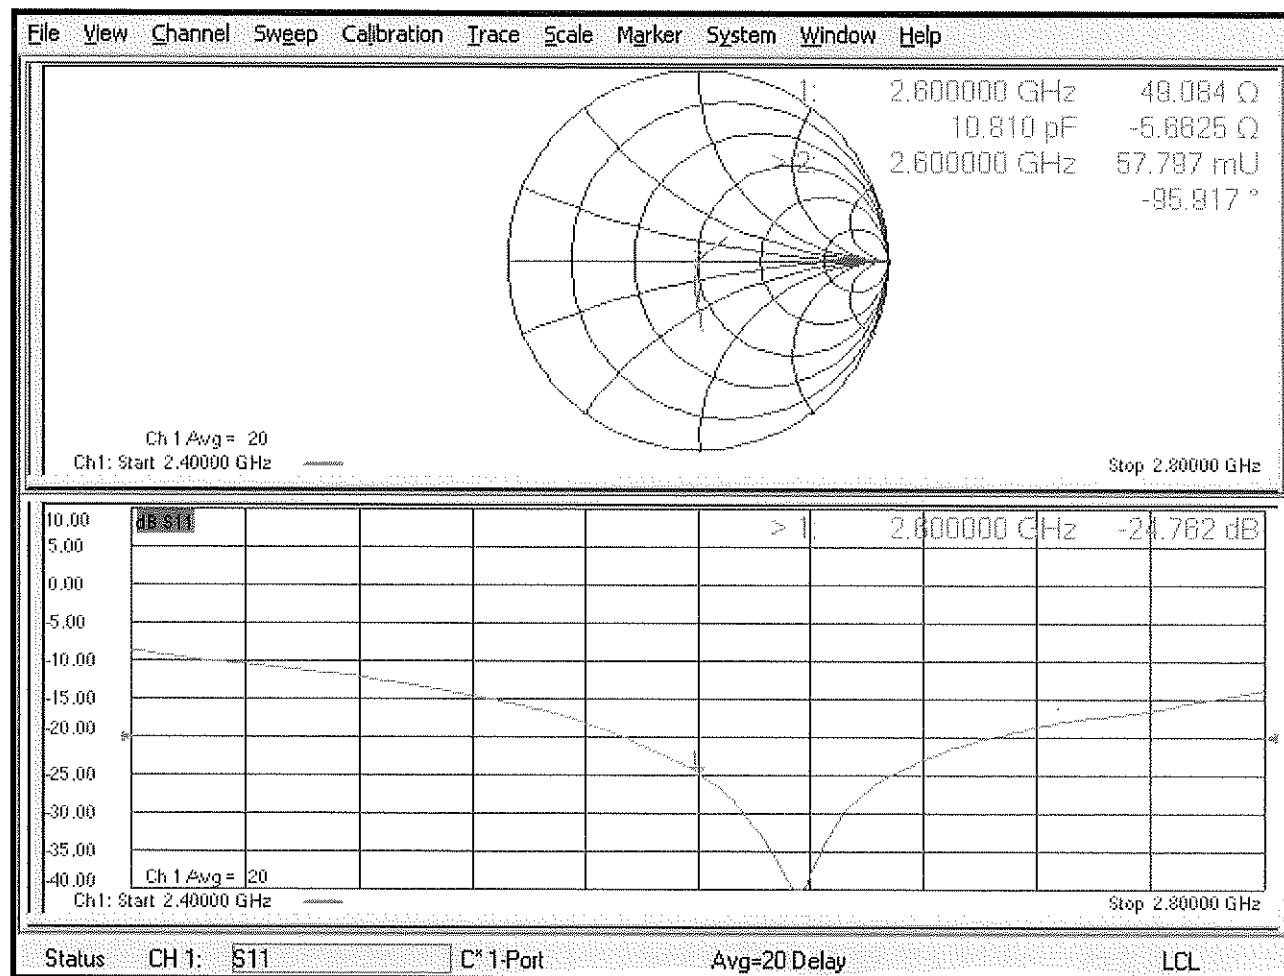 File View Channel Sweep Calibration Trace Scale Marker System Window Help
1: 2.600000 GHz 49.084 Ω
10.810 pF -5.6625 Ω
> 2: 2.600000 GHz 57.797 mU
-95.917 °
Ch 1 Avg = 20
Ch1: Start 2.40000 GHz
Stop 2.80000 GHz
10.00
5.00
0.00
-5.00
-10.00
-15.00
-20.00
-25.00
-30.00
-35.00
-40.00
dB S11
> 1: 2.600000 GHz -24.762 dB
Ch 1 Avg = 20
Ch1: Start 2.40000 GHz
Stop 2.80000 GHz
Status CH 1: S11 C* 1-Port Avg=20 Delay LCL